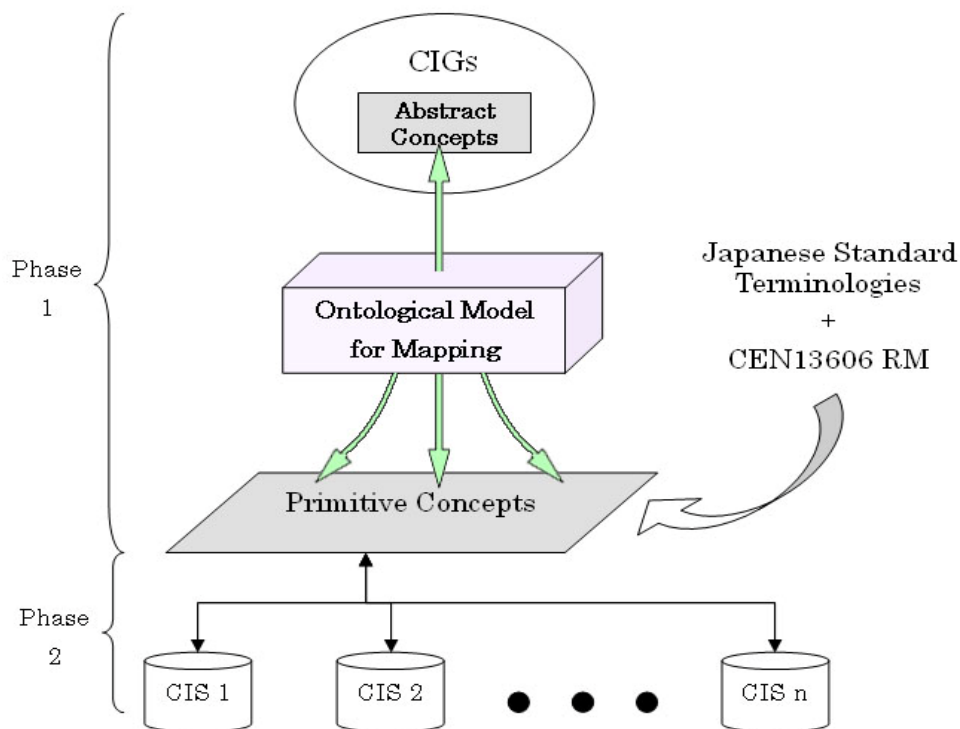 CIGs
Abstract
Concepts
Phase
1
Ontological Model
for Mapping
Japanese Standard
Terminologies
+
CEN13606 RM
Primitive Concepts
Phase
2
CIS 1
CIS 2
CIS n